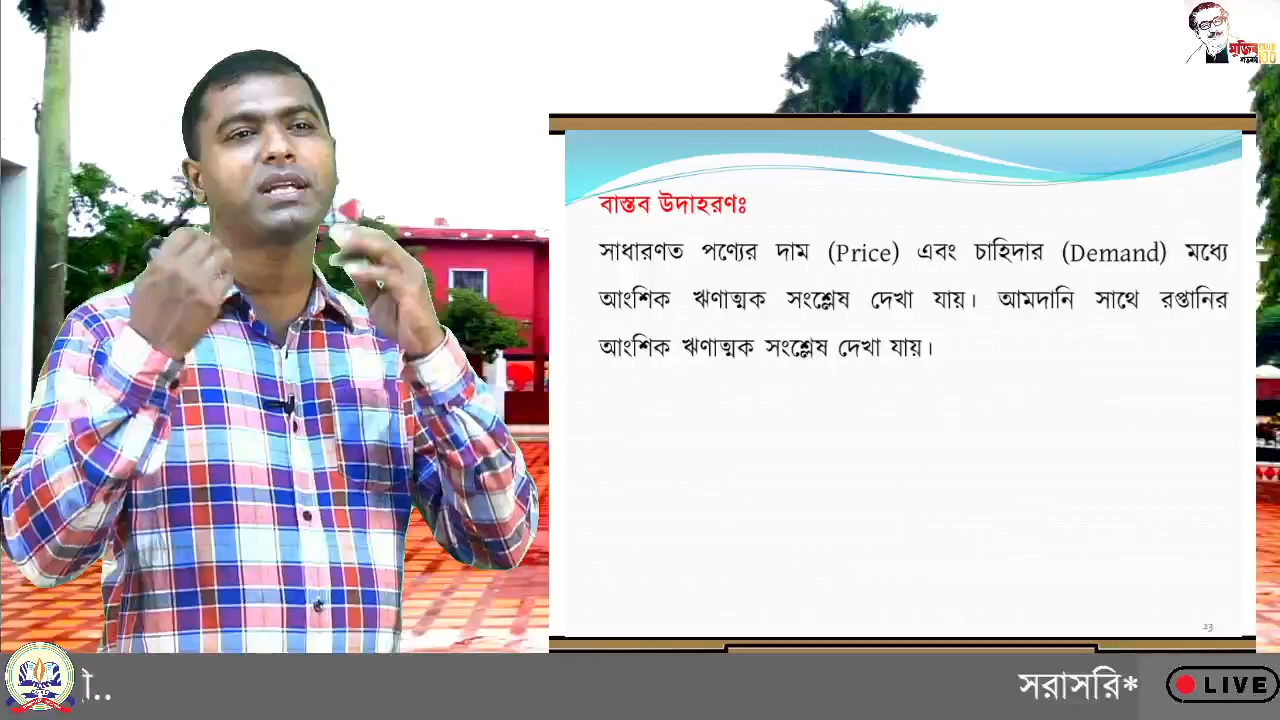 মুজিব
100
বাস্তব উদাহরণঃ
সাধারণত পণ্যের দাম (Price) এবং চাহিদার (Demand) মধ্যে
আংশিক ঋণাত্মক সংশ্লেষ দেখা যায়। আমদানি সাথে রপ্তানির
আংশিক ঋণাত্মক সংশ্লেষ দেখা যায়।
23
সরাসরি*
LIVE